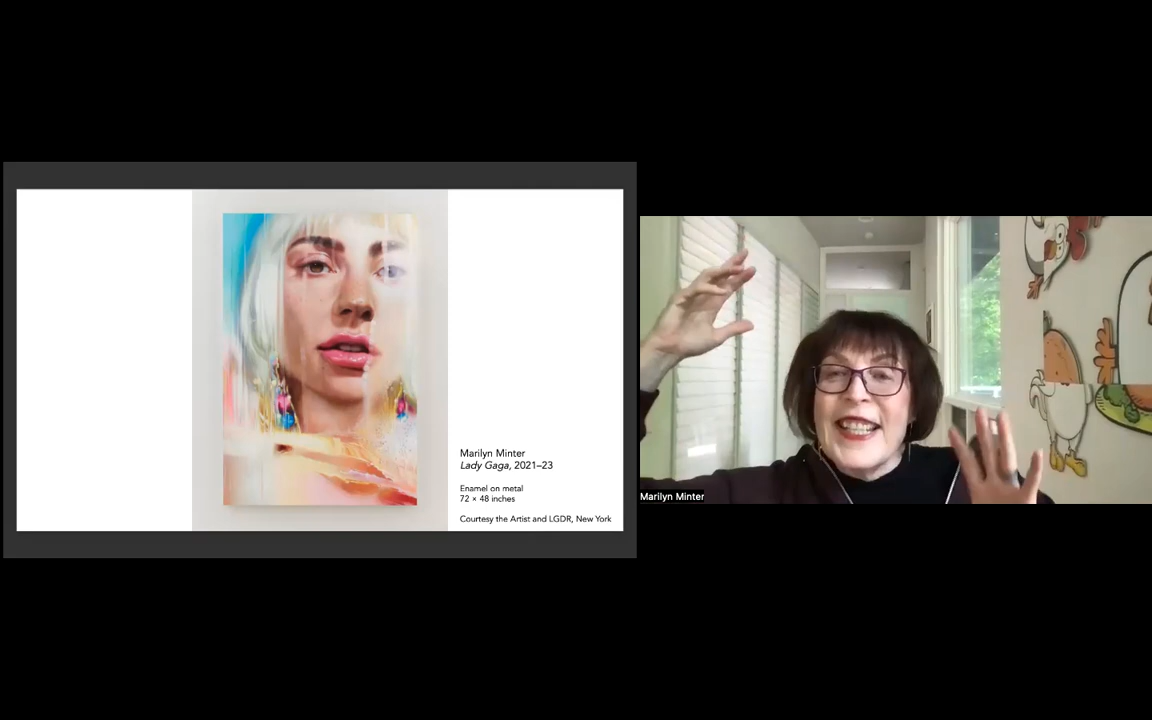 Marilyn Minter
Lady Gaga, 2021–23
Enamel on metal
72 × 48 inches
Courtesy the Artist and LGDR, New York
Marilyn Minter